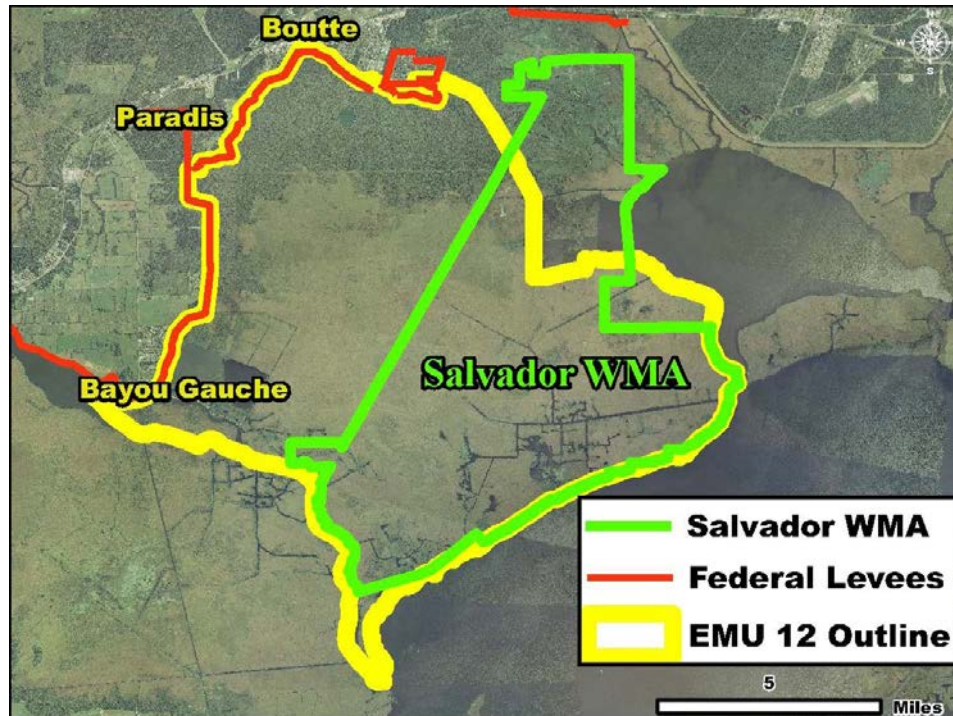 Boutte
N
W
S
Paradis
Bayou Gauche
Salvador WMA
Salvador WMA
Federal Levees
EMU 12 Outline
5
Miles